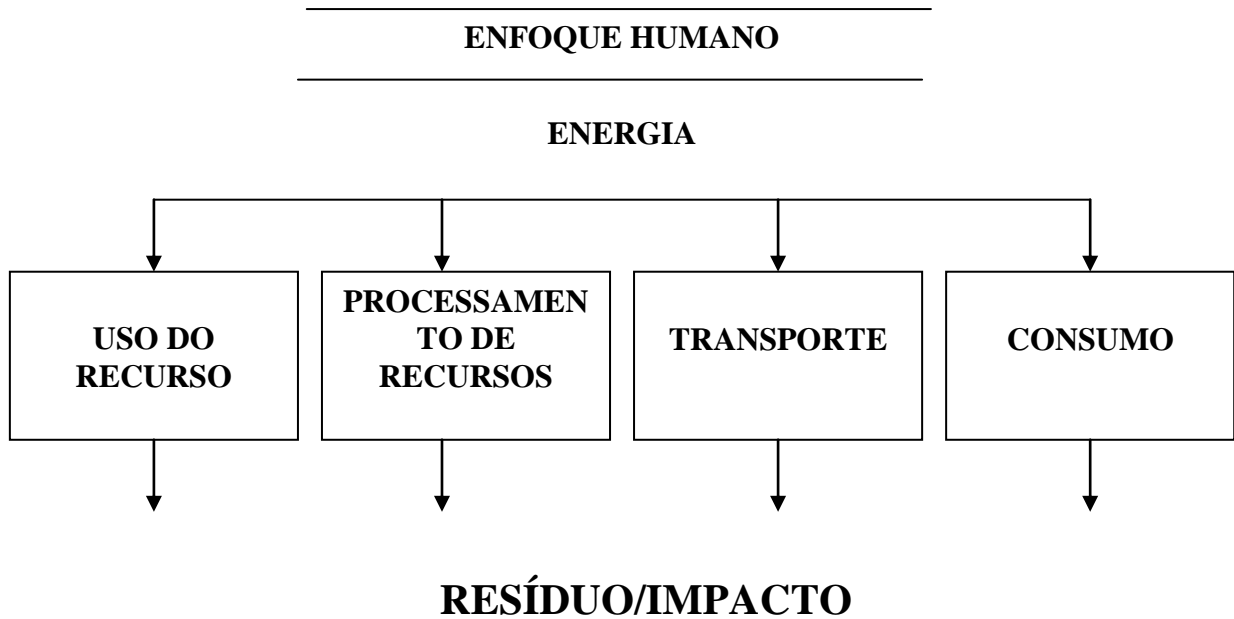 ENFOQUE HUMANO
ENERGIA
USO DO
RECURSO
PROCESSAMEN
TO DE
RECURSOS
TRANSPORTE
CONSUMO
RESÍDUO/IMPACTO